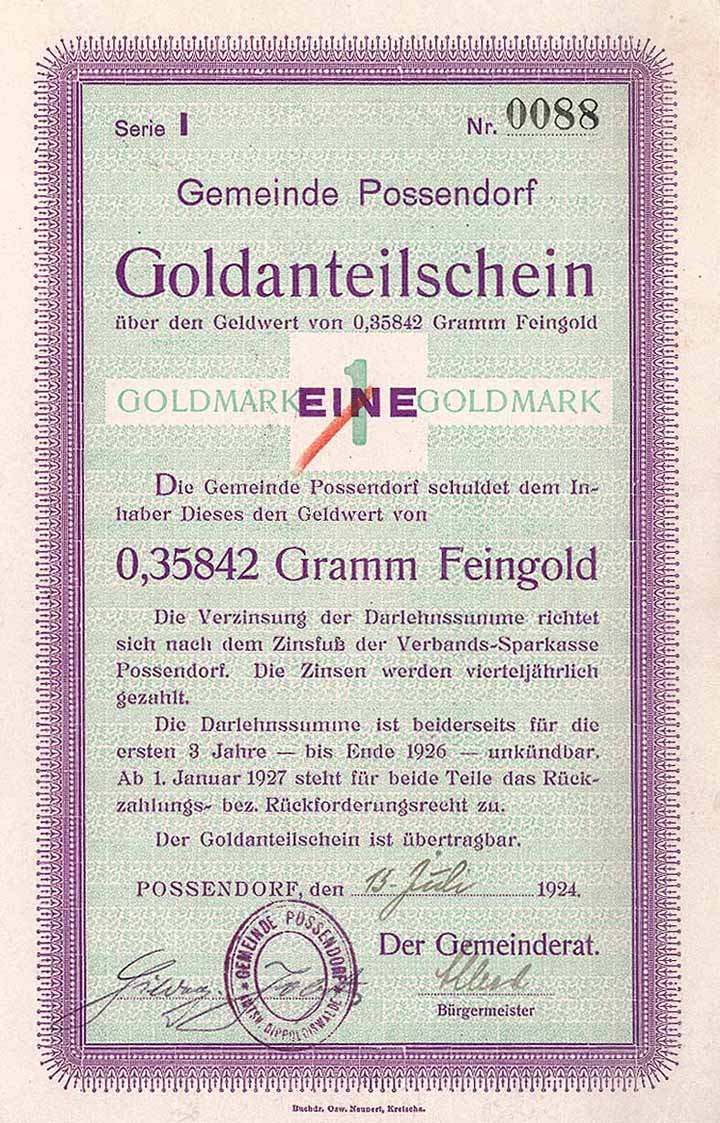 Serie I Nr. 0088
Gemeinde Possendorf
Goldanteilschein
über den Geldwert von 0,35842 Gramm Feingold
1
GOLDMARK EINE GOLDMARK
Die Gemeinde Possendorf schuldet dem In-
haber Dieses den Geldwert von
0,35842 Gramm Feingold
Die Verzinsung der Darlehnssumme richtet
sich nach dem Zinsfuß der Verbands-Sparkasse
Possendorf. Die Zinsen werden vierteljährlich
gezahlt.
Die Darlehnssumme ist beiderseits für die
ersten 3 Jahre — bis Ende 1926 — unkündbar.
Ab 1. Januar 1927 steht für beide Teile das Rück-
zahlungs- bez. Rückforderungsrecht zu.
Der Goldanteilschein ist übertragbar.
POSSENDORF, den 15. Juli 1924.
GEMEINDE POSSENDORF
AMTSH. DIPPOLDISWALDE
Der Gemeinderat.
Bürgermeister
Buchdr. Osw. Neubert, Kreischa.